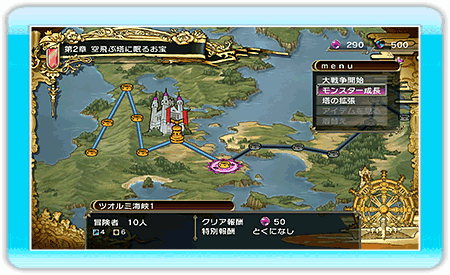 第2章 空飛ぶ塔に眠るお宝
290 500
menu
大戦争開始
モンスター成長
塔の拡張
ツオルミ海峡1
冒険者 10人
4 6
クリア報酬 50
特別報酬 とくになし